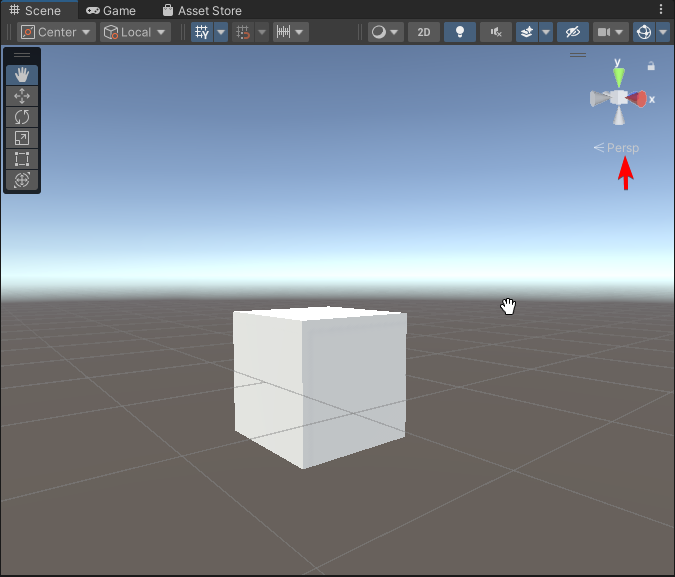 Scene Game Asset Store
Center Local Y 2D
y
x
Persp